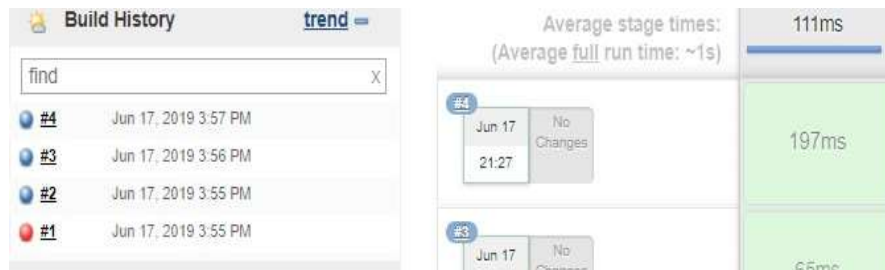 Build History trend
find x
#4 Jun 17, 2019 3:57 PM
#3 Jun 17, 2019 3:56 PM
#2 Jun 17, 2019 3:55 PM
#1 Jun 17, 2019 3:55 PM
Average stage times:
(Average full run time: ~1s)
111ms
#4
Jun 17
21:27
No
Changes
197ms
#3
Jun 17
No